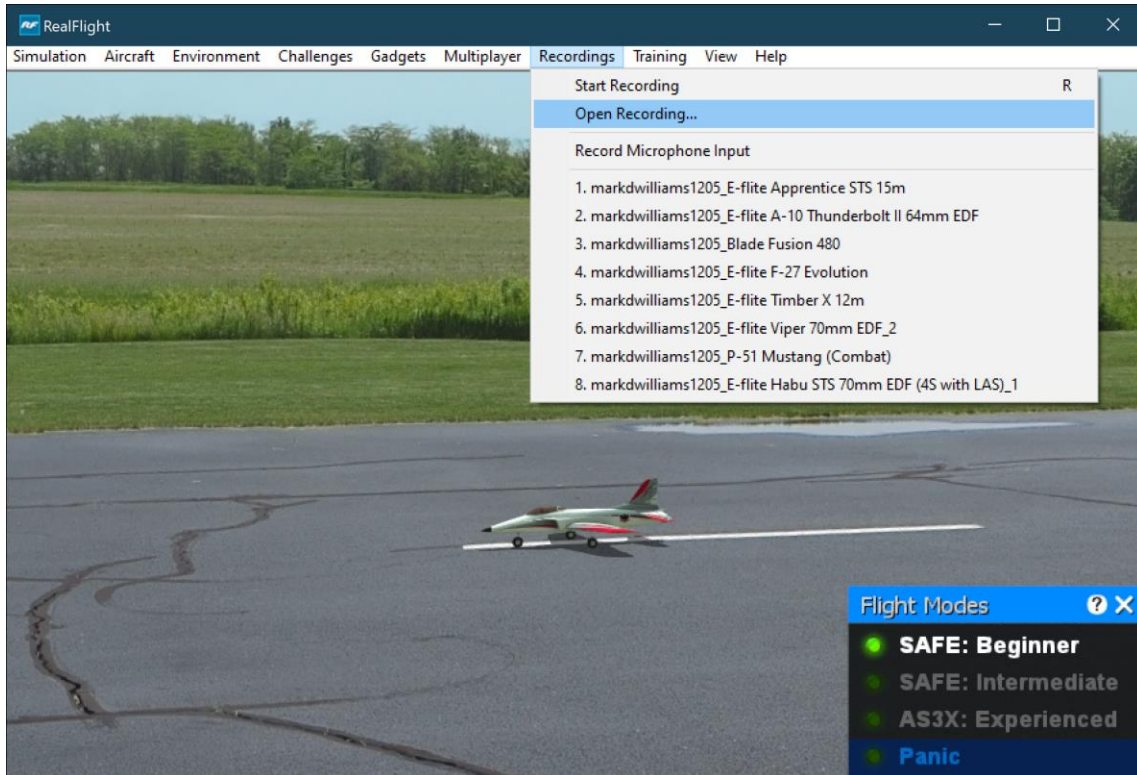 RF RealFlight
Simulation Aircraft Environment Challenges Gadgets Multiplayer Recordings Training View Help
Start Recording R
Open Recording...
Record Microphone Input
1. markdwilliams1205_E-flite Apprentice STS 15m
2. markdwilliams1205_E-flite A-10 Thunderbolt II 64mm EDF
3. markdwilliams1205_Blade Fusion 480
4. markdwilliams1205_E-flite F-27 Evolution
5. markdwilliams1205_E-flite Timber X 12m
6. markdwilliams1205_E-flite Viper 70mm EDF_2
7. markdwilliams1205_P-51 Mustang (Combat)
8. markdwilliams1205_E-flite Habu STS 70mm EDF (4S with LAS)_1
Flight Modes ?
SAFE: Beginner
SAFE: Intermediate
AS3X: Experienced
Panic